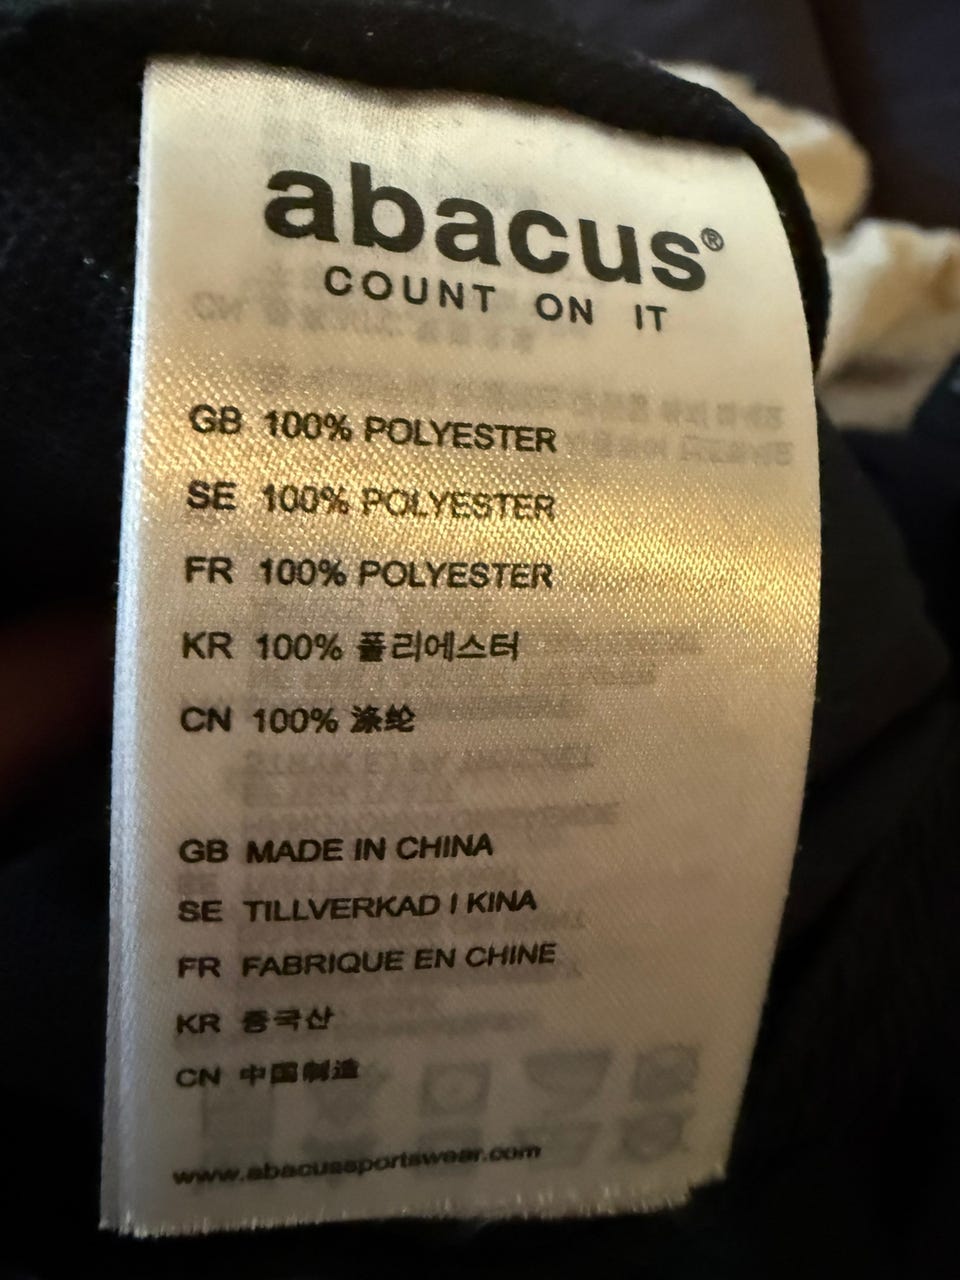 abacus®
COUNT ON IT
GB 100% POLYESTER
SE 100% POLYESTER
FR 100% POLYESTER
KR 100% 폴리에스터
CN 100% 涤纶
GB MADE IN CHINA
SE TILLVERKAD I KINA
FR FABRIQUE EN CHINE
KR 중국산
CN 中国制造
www.abacussportswear.com